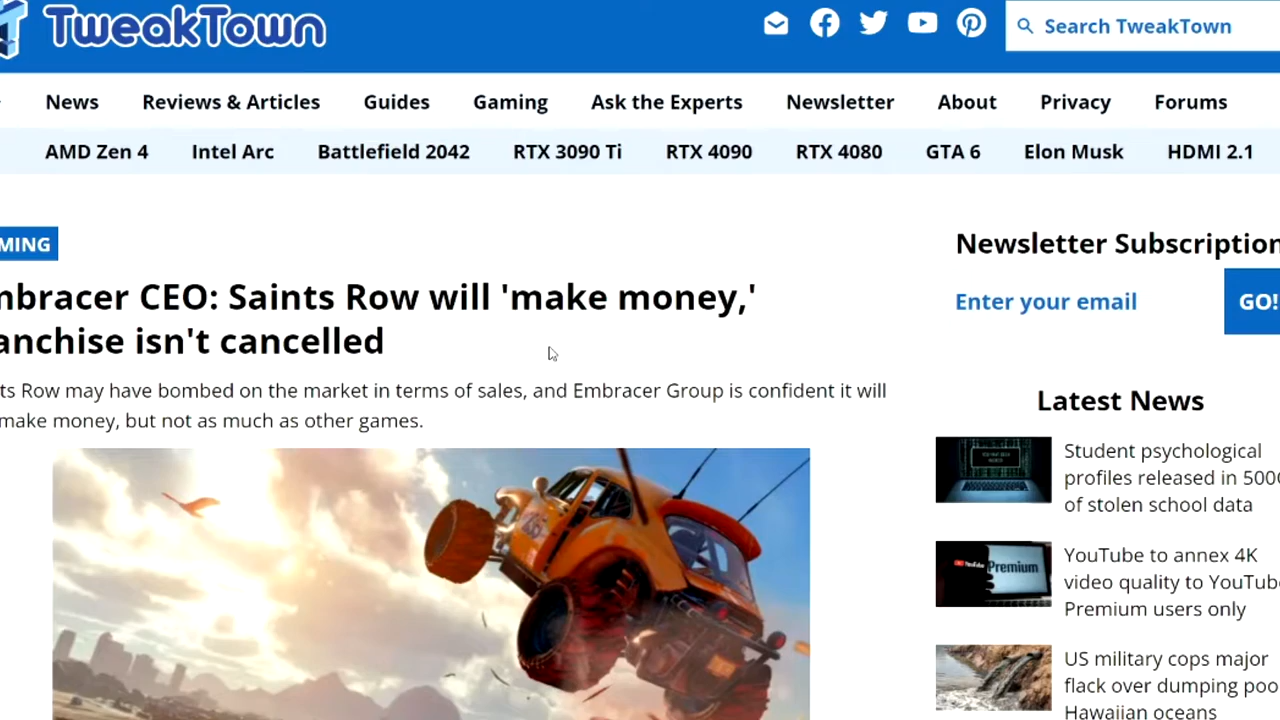 TweakTown
Search TweakTown
News Reviews & Articles Guides Gaming Ask the Experts Newsletter About Privacy Forums
AMD Zen 4 Intel Arc Battlefield 2042 RTX 3090 Ti RTX 4090 RTX 4080 GTA 6 Elon Musk HDMI 2.1
MING
mbracer CEO: Saints Row will 'make money,'
anchise isn't cancelled
ts Row may have bombed on the market in terms of sales, and Embracer Group is confident it will
make money, but not as much as other games.
Newsletter Subscription
Enter your email GO!
Latest News
Student psychological
profiles released in 500G
of stolen school data
YouTube to annex 4K
video quality to YouTube
Premium users only
YouTube Premium
US military cops major
flack over dumping poo
Hawaiian oceans